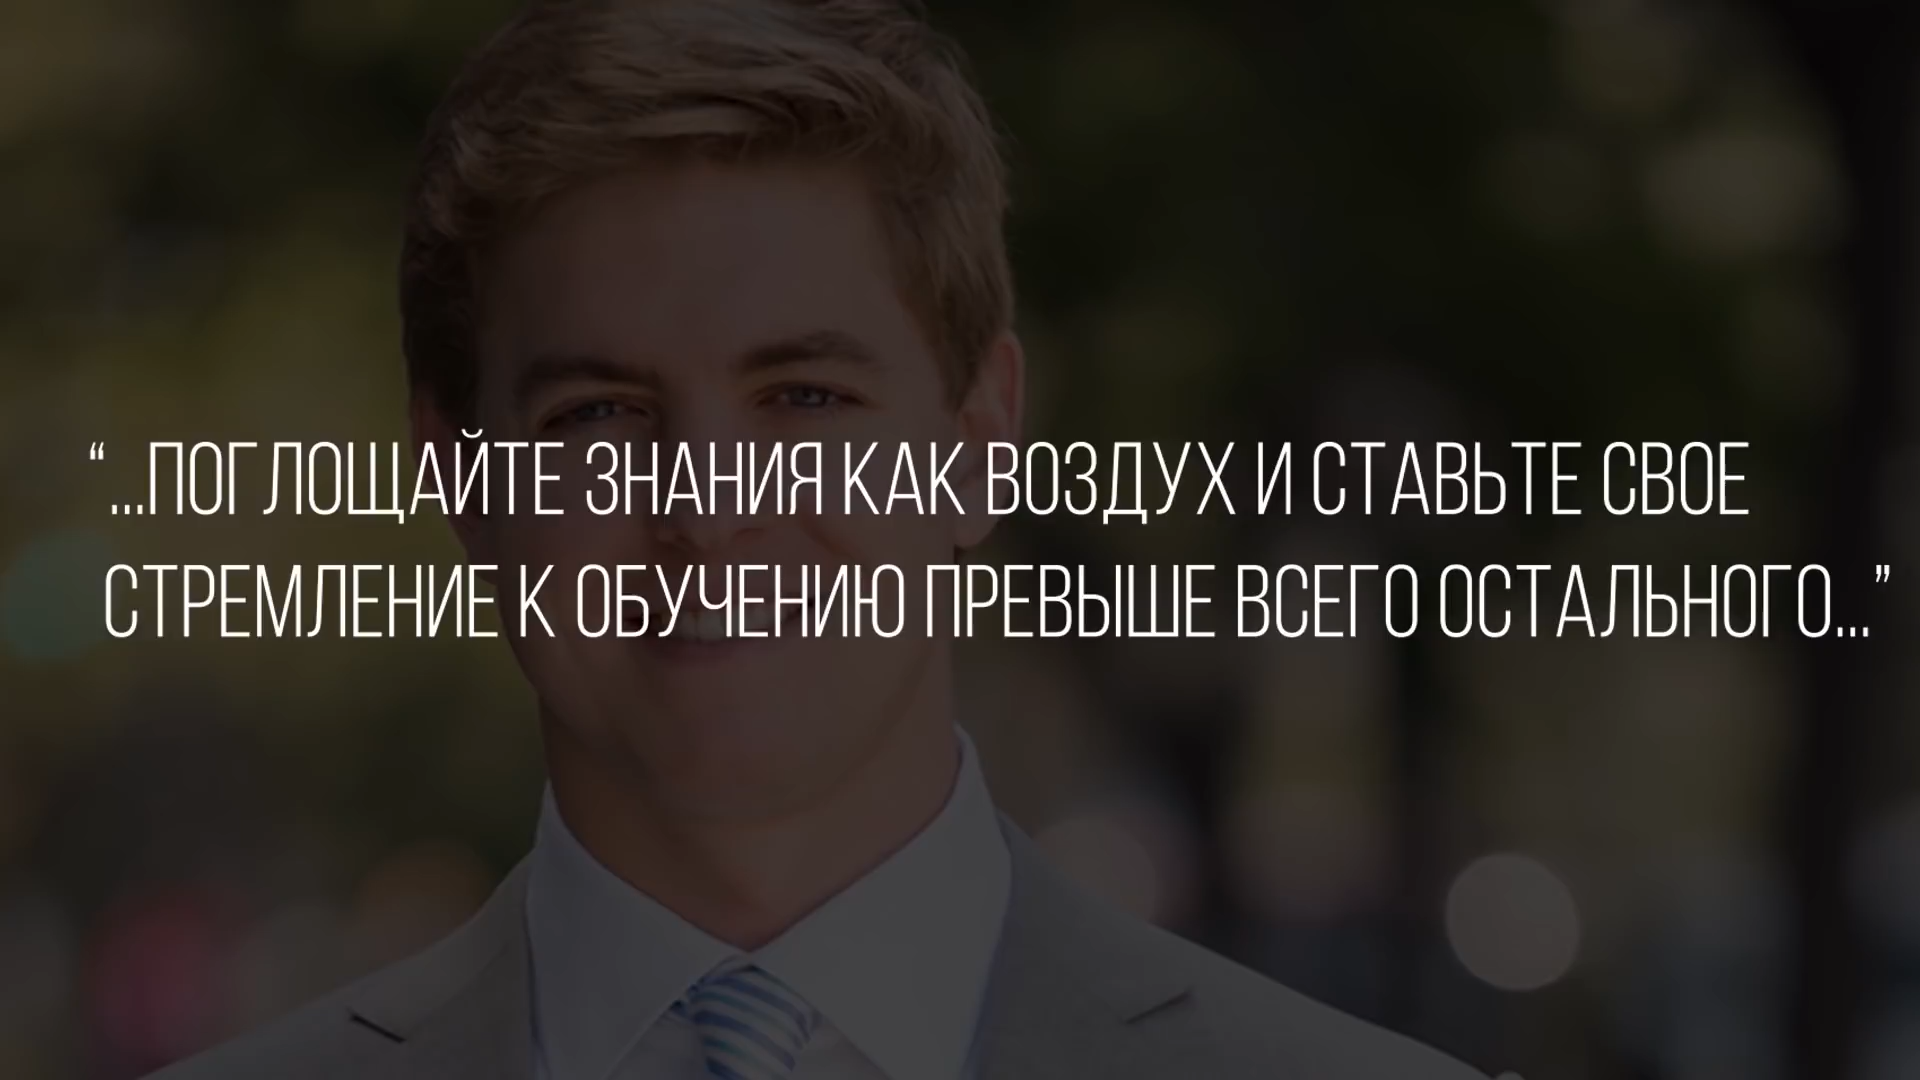 “...ПОГЛОЩАЙТЕ ЗНАНИЯ КАК ВОЗДУХ И СТАВЬТЕ СВОЕ
СТРЕМЛЕНИЕ К ОБУЧЕНИЮ ПРЕВЫШЕ ВСЕГО ОСТАЛЬНОГО...”